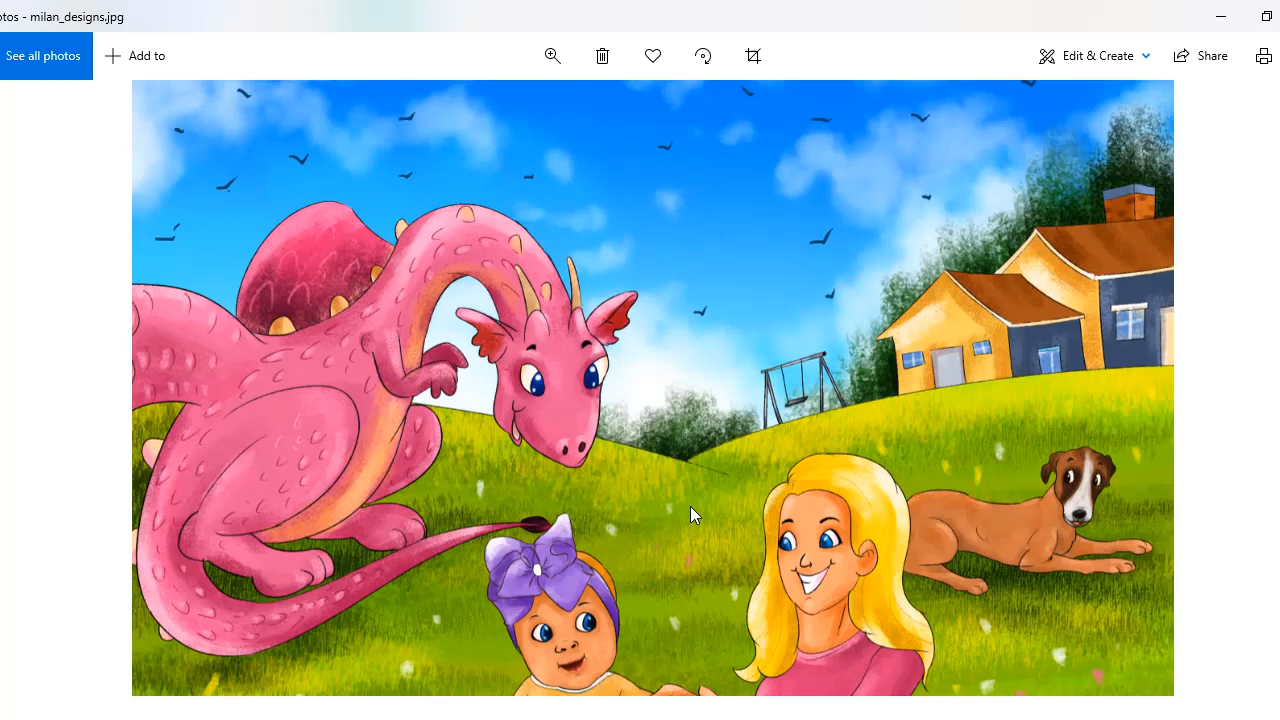 otos - milan_designs.jpg
See all photos
Add to
Edit & Create
Share